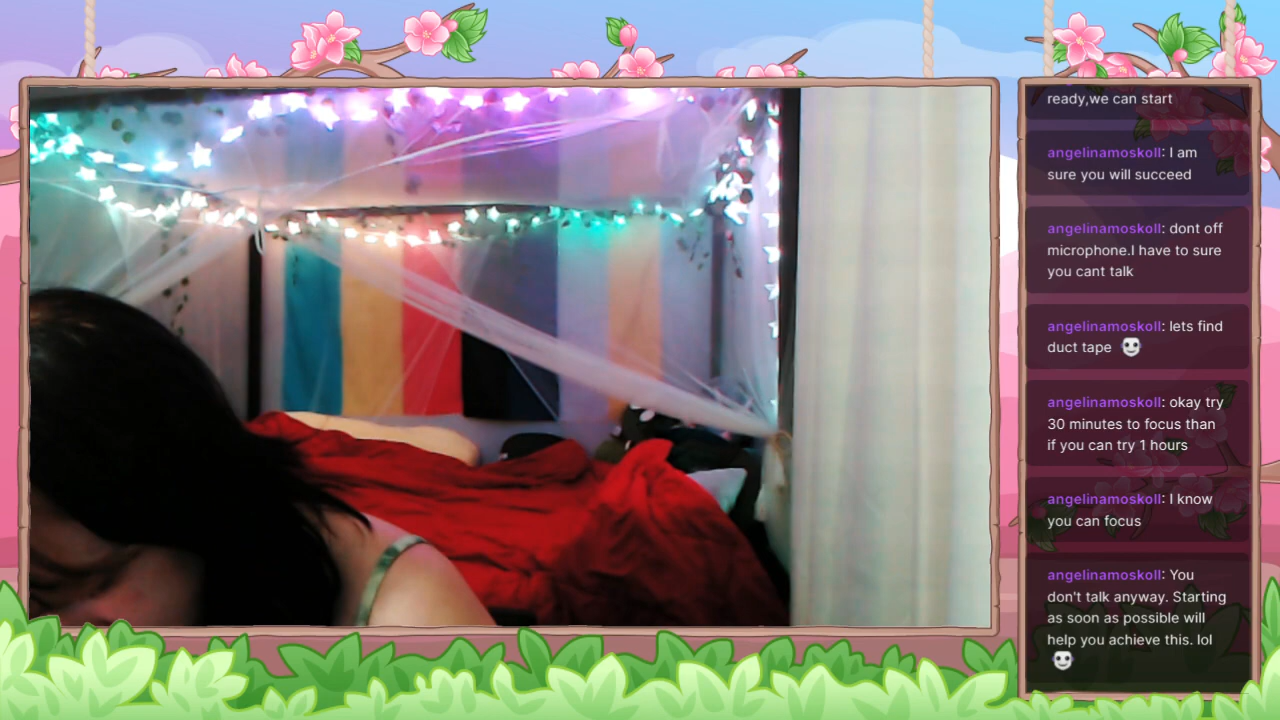 ready,we can start
angelinamoskoll: I am
sure you will succeed
angelinamoskoll: dont off
microphone.I have to sure
you cant talk
angelinamoskoll: lets find
duct tape
angelinamoskoll: okay try
30 minutes to focus than
if you can try 1 hours
angelinamoskoll: I know
you can focus
angelinamoskoll: You
don't talk anyway. Starting
as soon as possible will
help you achieve this. lol